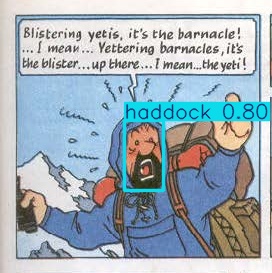 Blistering yetis, it's the barnacle!
... I mean... Yettering barnacles, it's
the blister... up there... I mean...the yeti!
haddock 0.80